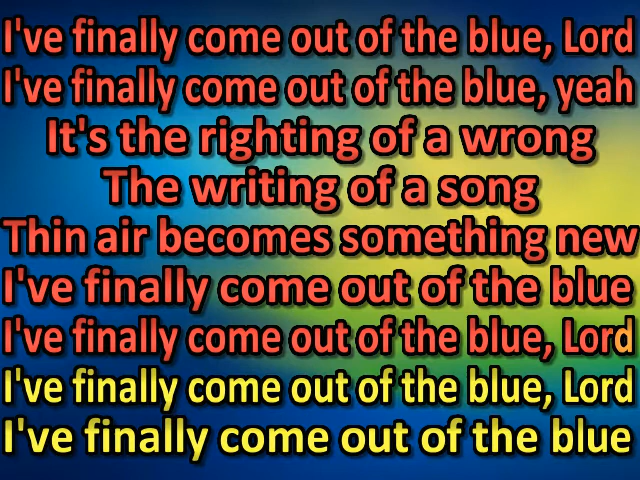 I've finally come out of the blue, Lord
I've finally come out of the blue, yeah
It's the righting of a wrong
The writing of a song
Thin air becomes something new
I've finally come out of the blue
I've finally come out of the blue, Lord
I've finally come out of the blue, Lord
I've finally come out of the blue